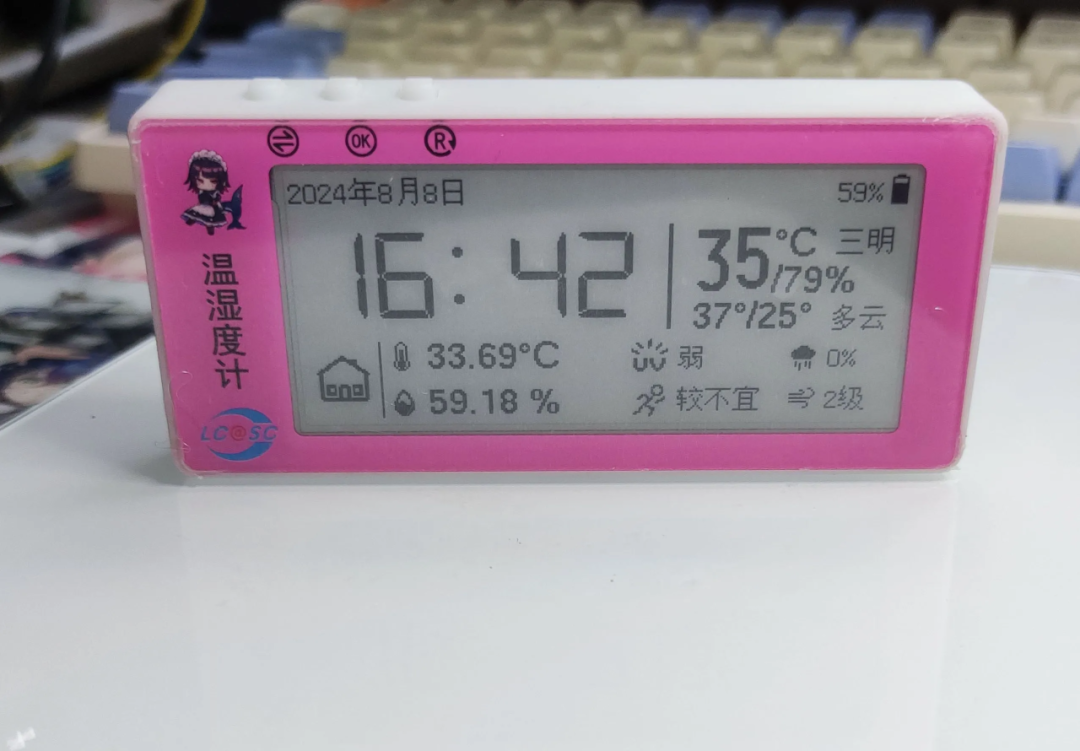 OK
R
2024年8月8日
59%
16:42
35°C 三明
/79%
37°/25° 多云
33.69°C
弱
0%
59.18 %
较不宜
2级
温湿度计
LC@SC